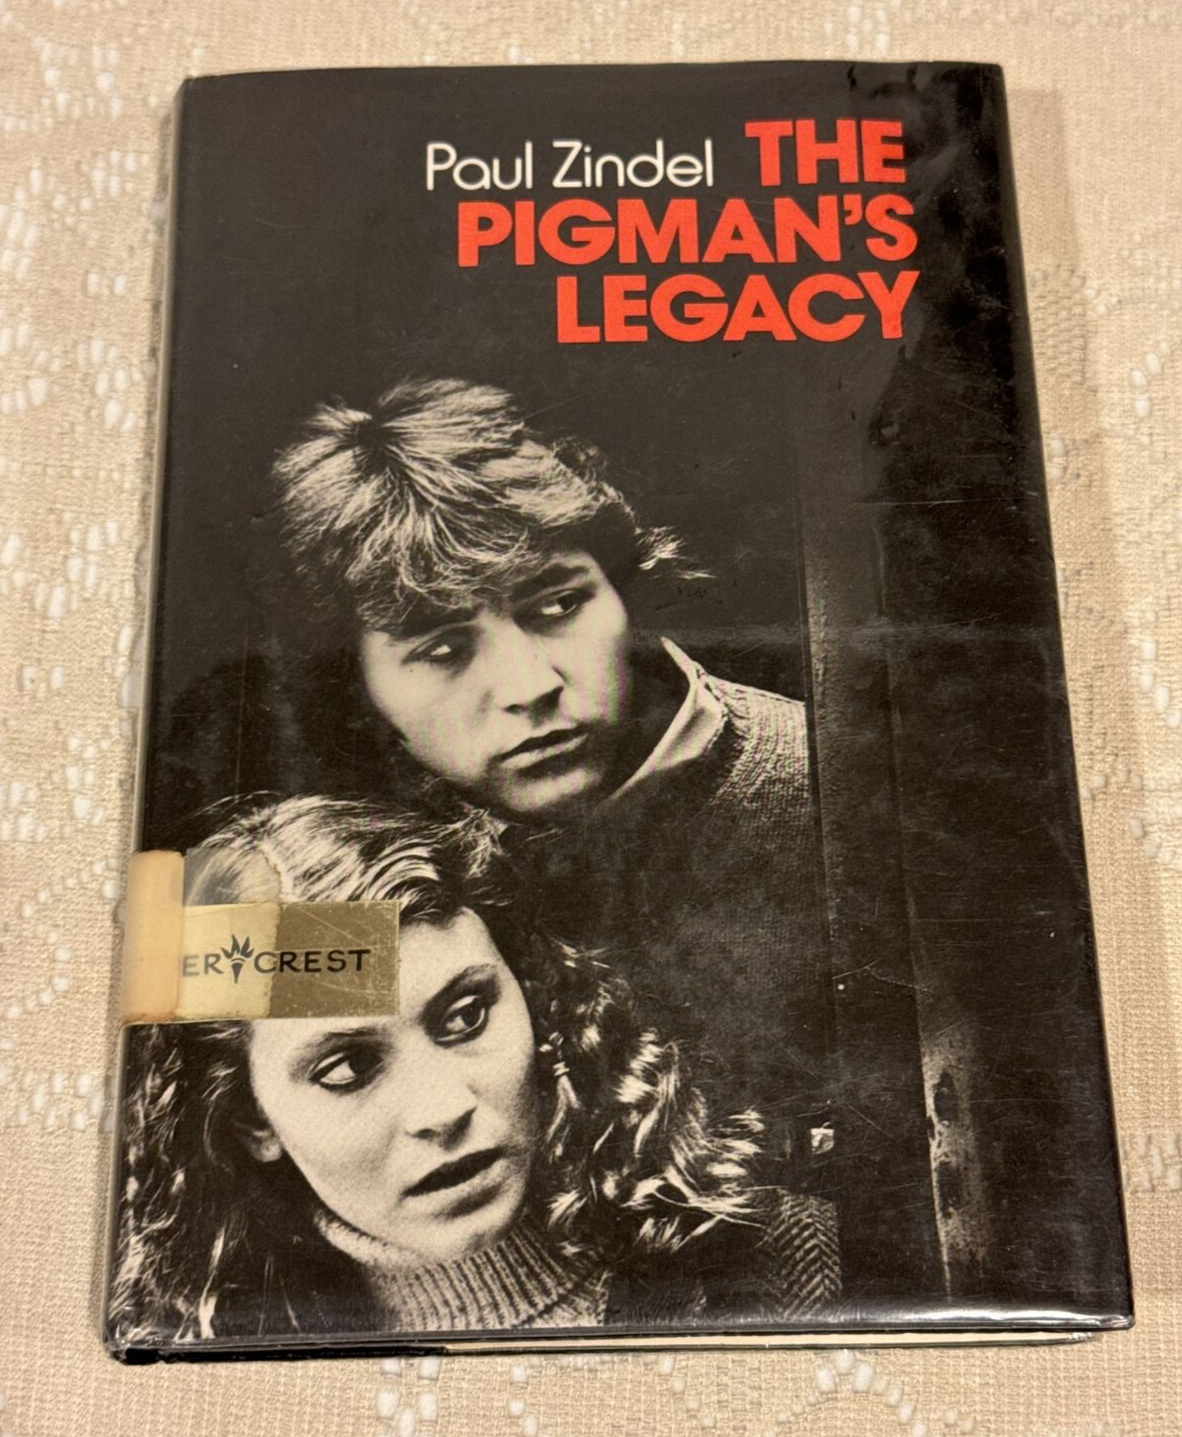 Paul Zindel THE
PIGMAN'S
LEGACY
ER CREST